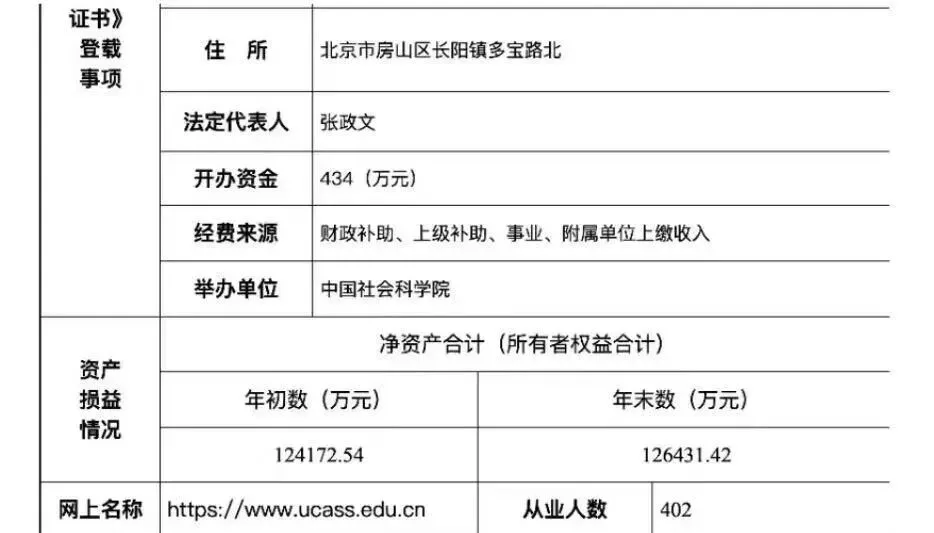 证书》
登载
事项
住 所 北京市房山区长阳镇多宝路北
法定代表人 张政文
开办资金 434（万元）
经费来源 财政补助、上级补助、事业、附属单位上缴收入
举办单位 中国社会科学院
资产
损益
情况
净资产合计（所有者权益合计）
年初数（万元） 年末数（万元）
124172.54 126431.42
网上名称 https://www.ucass.edu.cn 从业人数 402